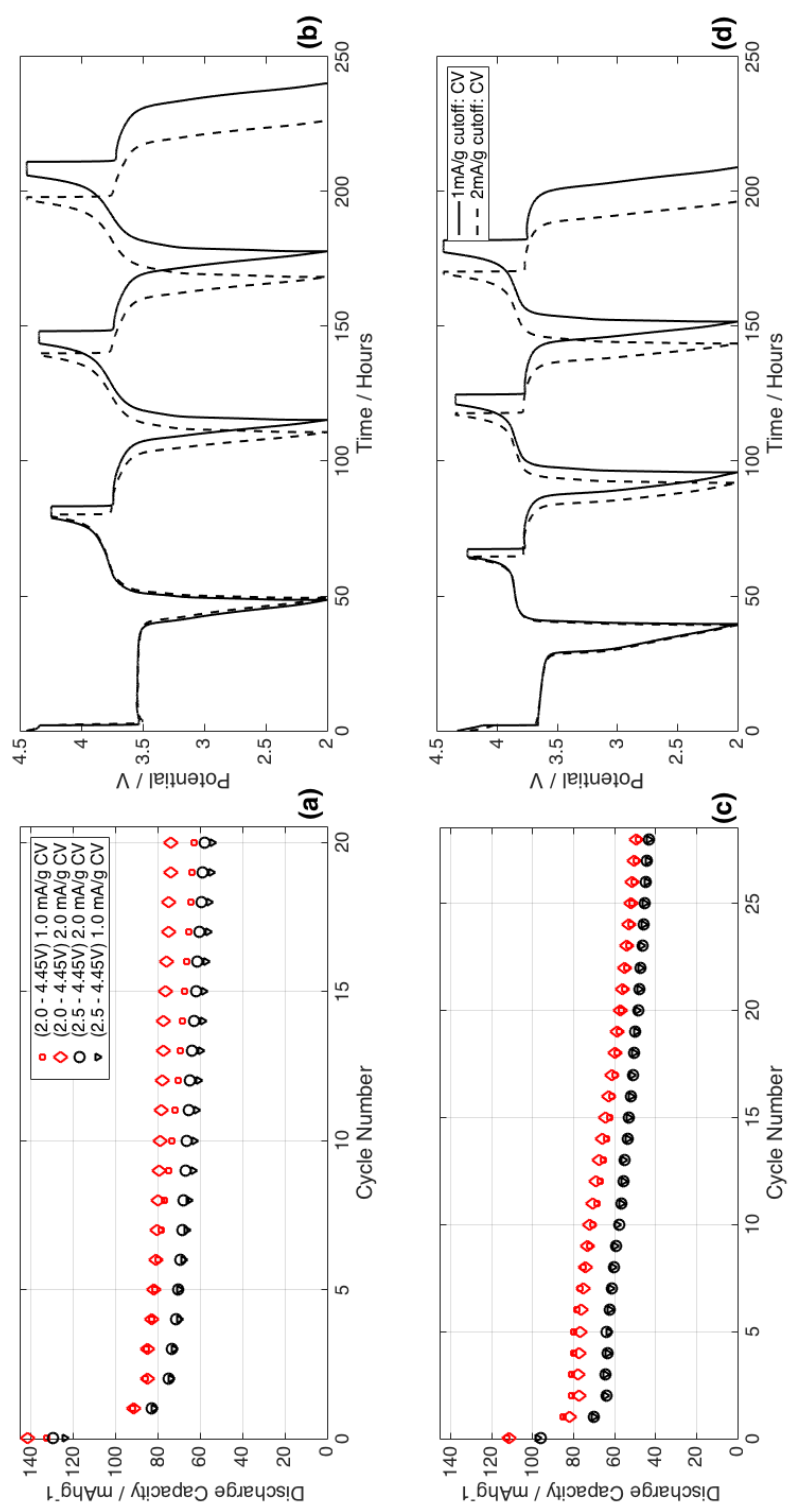 Discharge Capacity / mAhg⁻1
140
120
100
80
60
40
20
0
(2.0 - 4.45V) 1.0 mA/g CV
(2.0 - 4.45V) 2.0 mA/g CV
(2.5 - 4.45V) 2.0 mA/g CV
(2.5 - 4.45V) 1.0 mA/g CV
0 5 10 15 20
Cycle Number
(a)
Potential / V
4.5
4
3.5
3
2.5
2
0 50 100 150 200 250
Time / Hours
(b)
Discharge Capacity / mAhg⁻1
140
120
100
80
60
40
20
0
0 5 10 15 20 25
Cycle Number
(c)
Potential / V
4.5
4
3.5
3
2.5
2
1mA/g cutoff: CV
2mA/g cutoff: CV
0 50 100 150 200 250
Time / Hours
(d)